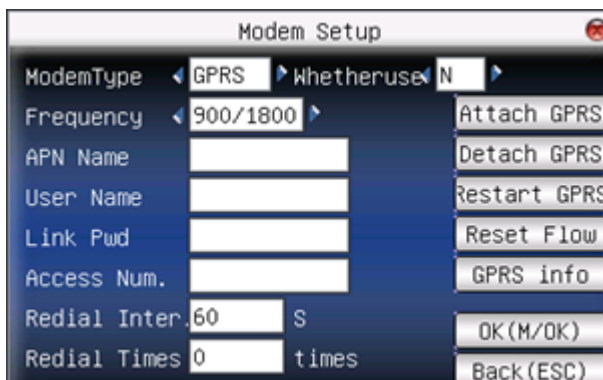 Modem Setup
ModemType GPRS Whetheruse N
Frequency 900/1800 Attach GPRS
APN Name Detach GPRS
User Name Restart GPRS
Link Pwd Reset Flow
Access Num. GPRS info
Redial Inter. 60 S OK(M/OK)
Redial Times 0 times Back(ESC)